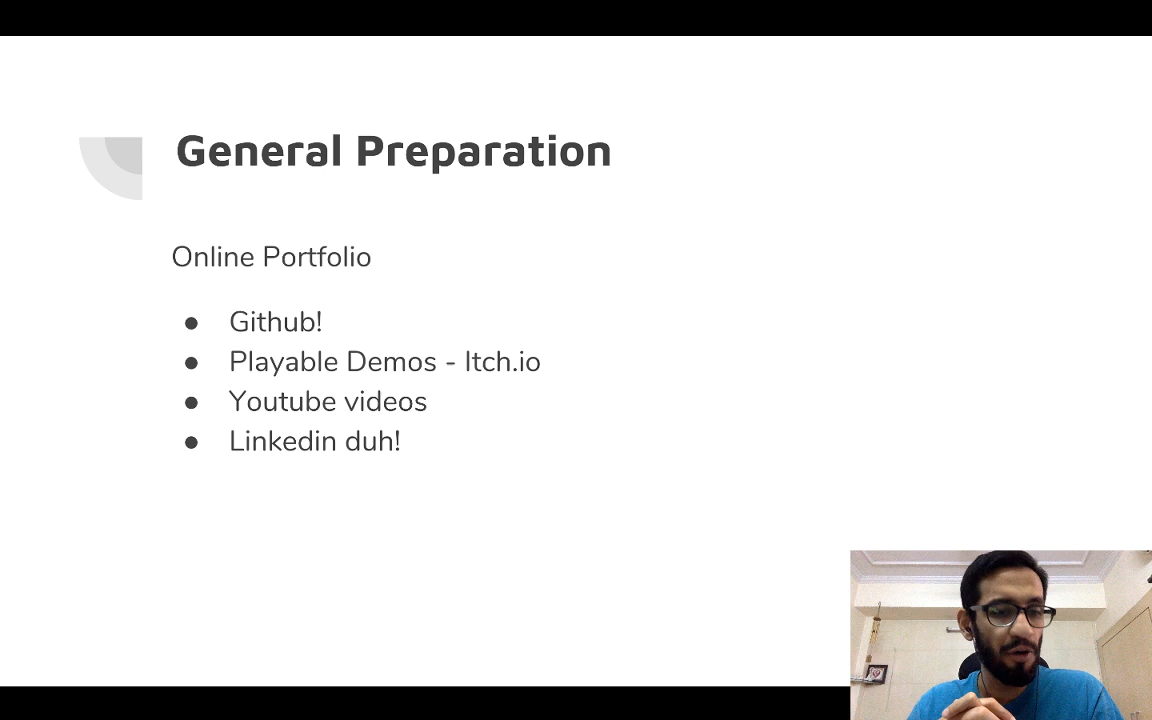 General Preparation
Online Portfolio
● Github!
● Playable Demos - Itch.io
● Youtube videos
● Linkedin duh!